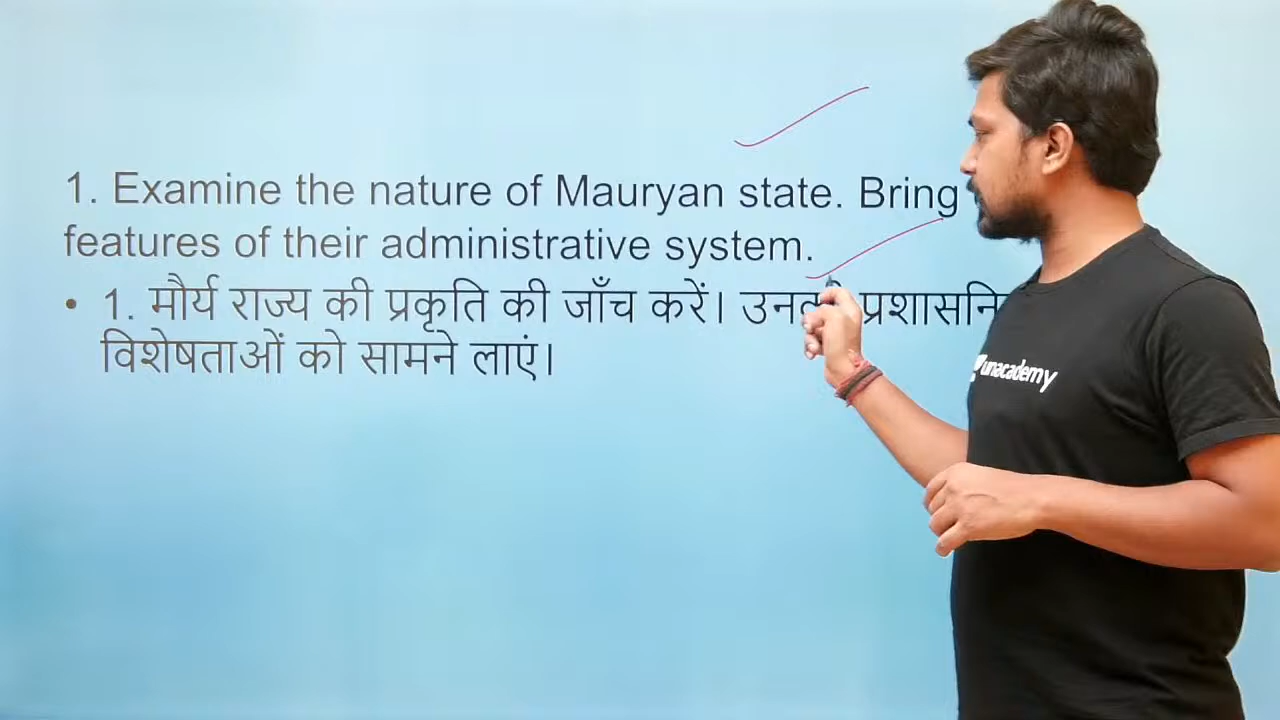 1. Examine the nature of Mauryan state. Bring
features of their administrative system.
• 1. मौर्य राज्य की प्रकृति की जाँच करें। उनकी प्रशासनि
विशेषताओं को सामने लाएं।
unacademy